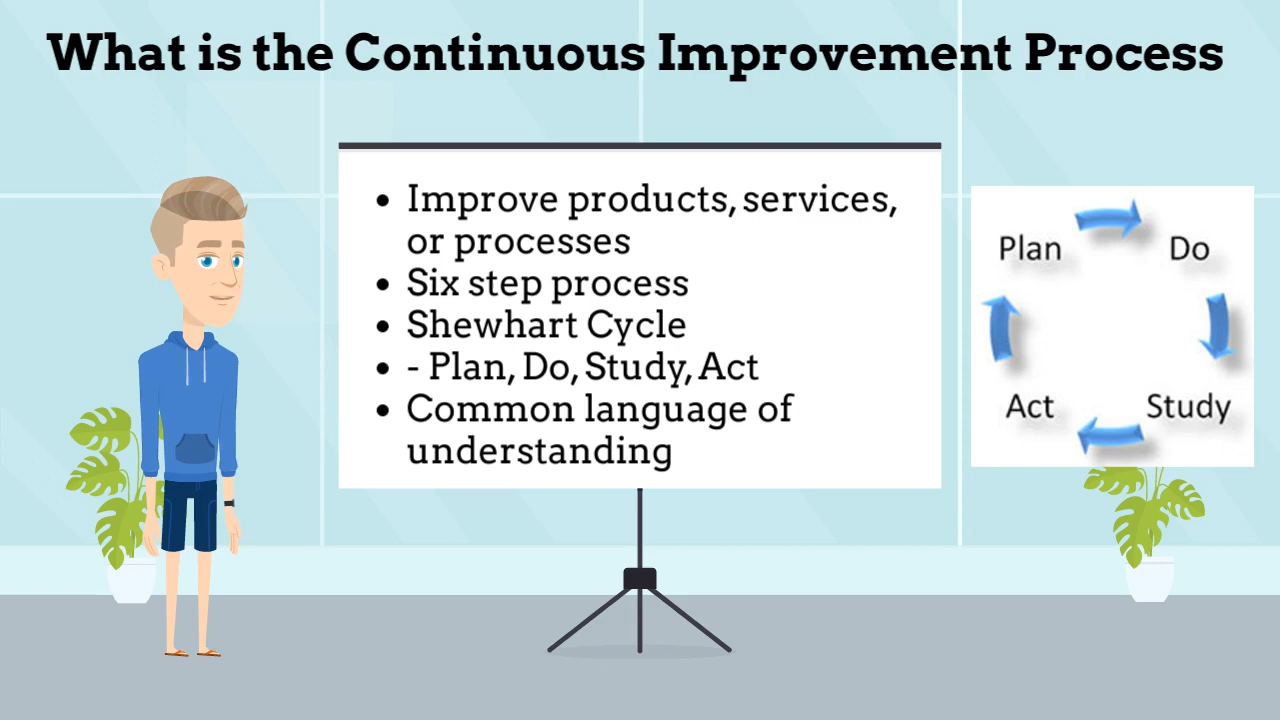 What is the Continuous Improvement Process
• Improve products, services,
or processes
• Six step process
• Shewhart Cycle
• - Plan, Do, Study, Act
• Common language of
understanding
Plan
Do
Act
Study